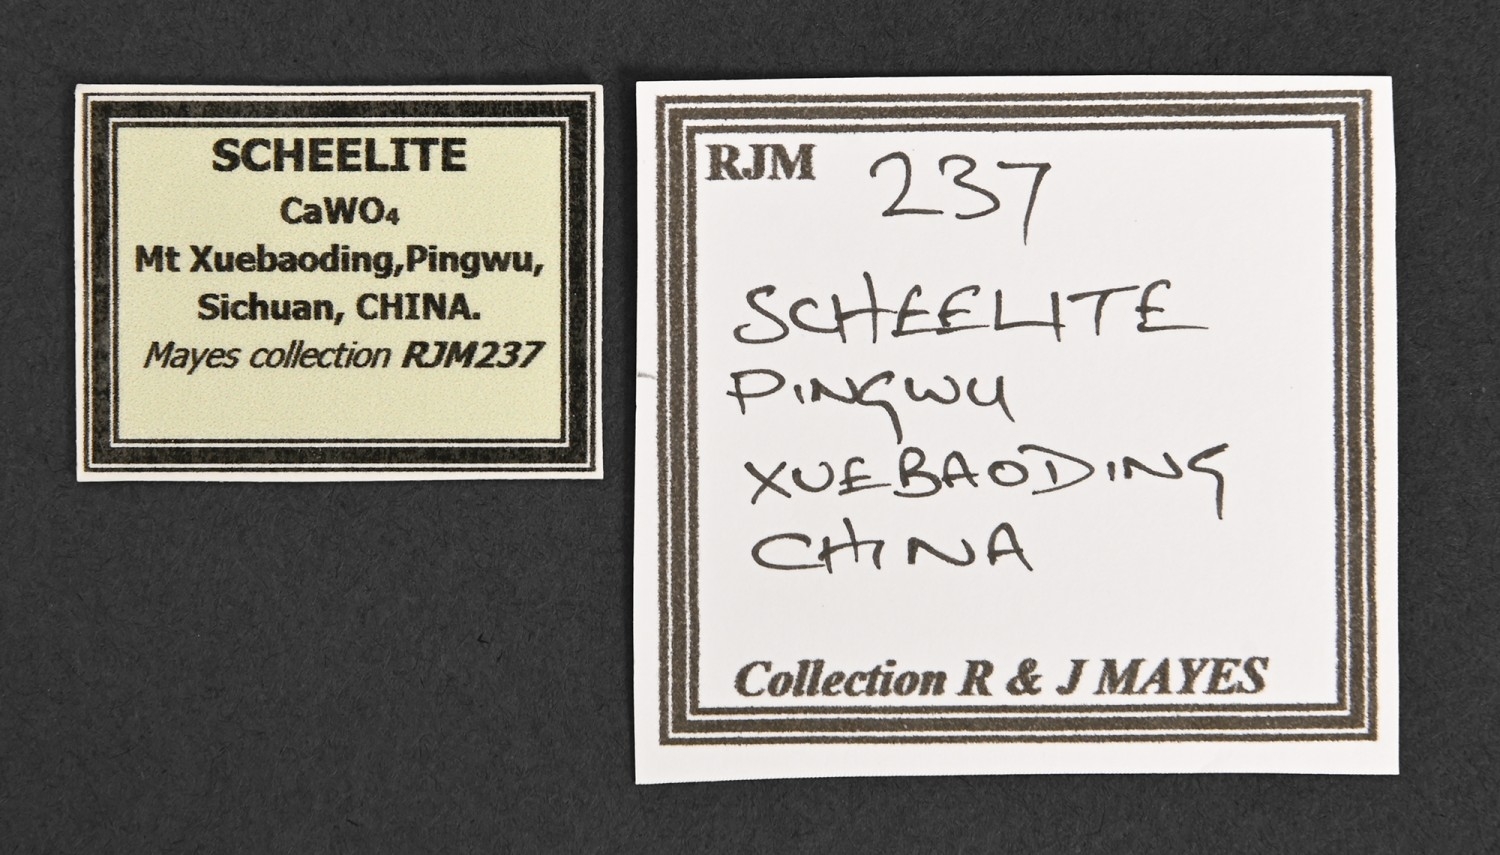 SCHEELITE
CaWO₄
Mt Xuebaoding,Pingwu,
Sichuan, CHINA.
Mayes collection RJM237
RJM 237
SCHEELITE
PINGWU
XUEBAODING
CHINA
Collection R & J MAYES